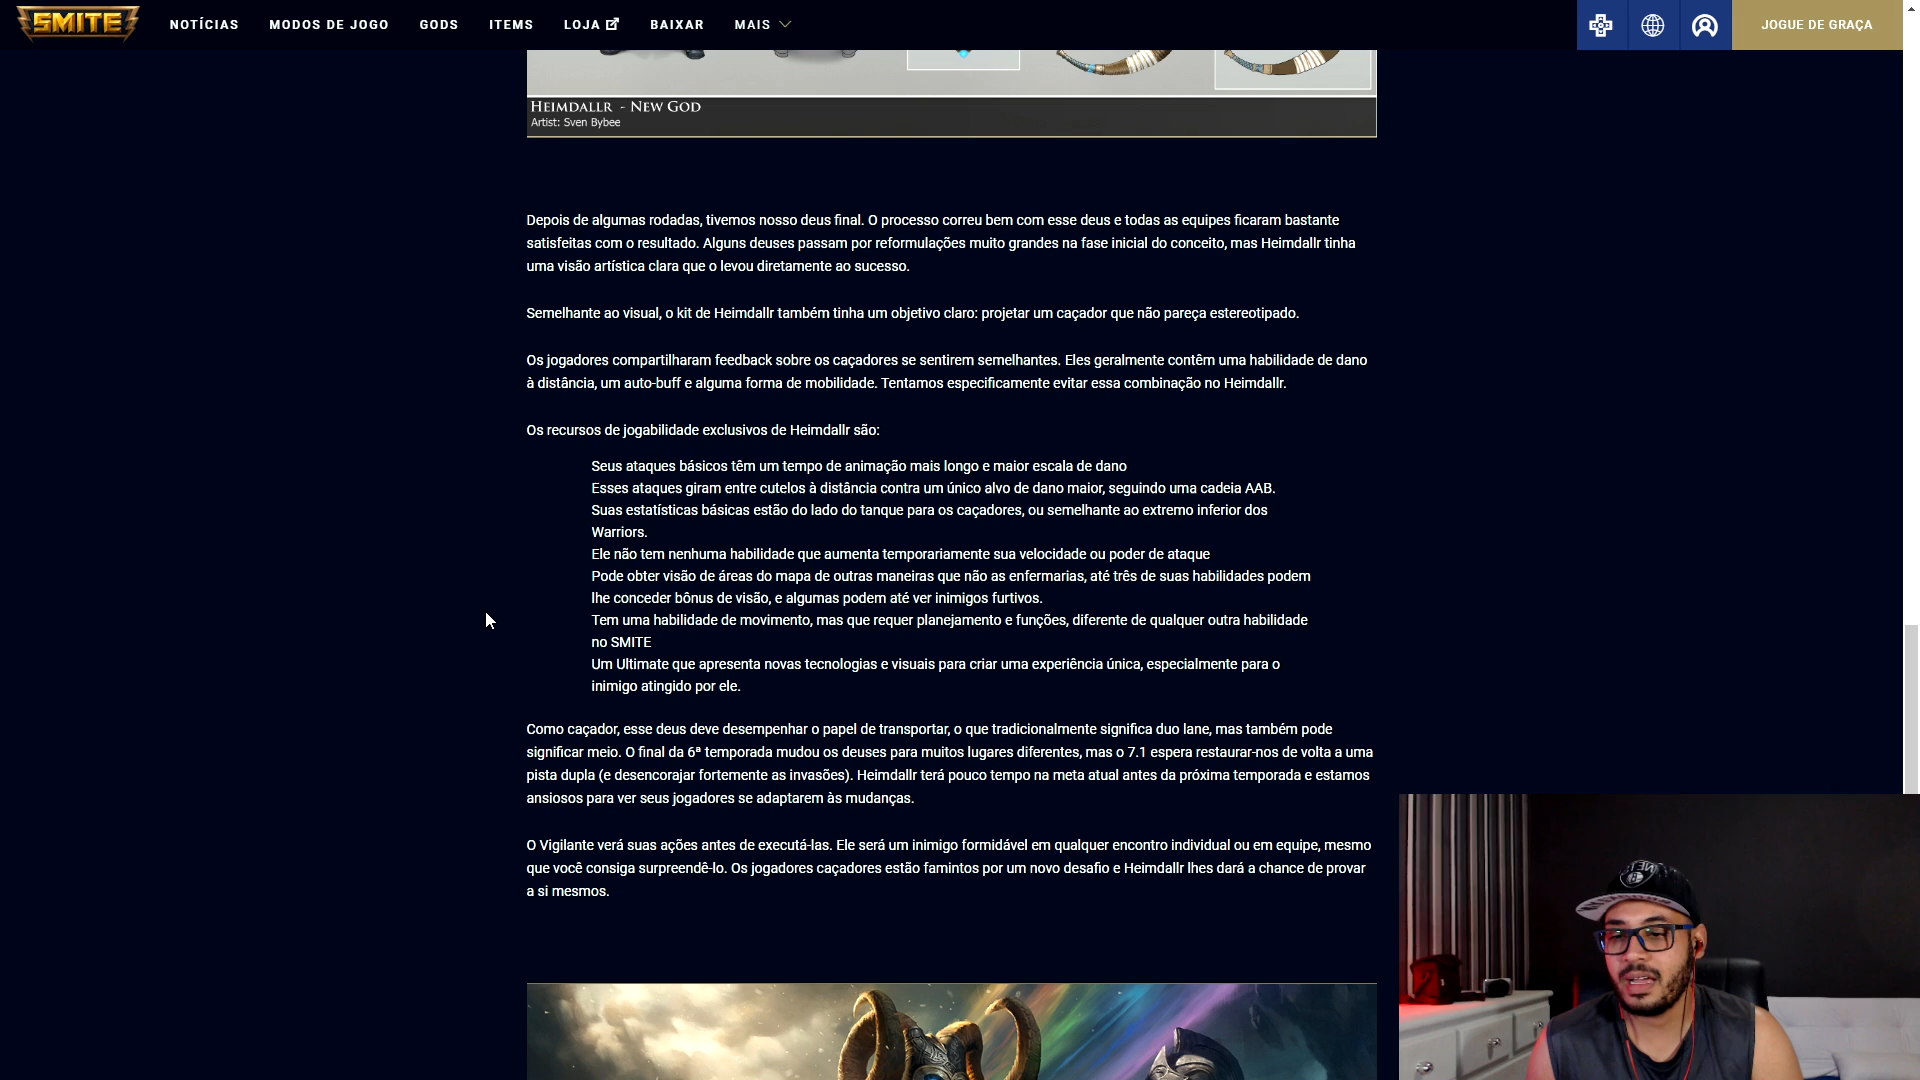 SMITE
NOTÍCIAS MODOS DE JOGO GODS ITEMS LOJA BAIXAR MAIS JOGUE DE GRAÇA
Heimdallr - New God
Artist: Sven Bybee
Depois de algumas rodadas, tivemos nosso deus final. O processo correu bem com esse deus e todas as equipes ficaram bastante
satisfeitas com o resultado. Alguns deuses passam por reformulações muito grandes na fase inicial do conceito, mas Heimdallr tinha
uma visão artística clara que o levou diretamente ao sucesso.
Semelhante ao visual, o kit de Heimdallr também tinha um objetivo claro: projetar um caçador que não pareça estereotipado.
Os jogadores compartilharam feedback sobre os caçadores se sentirem semelhantes. Eles geralmente contêm uma habilidade de dano
à distância, um auto-buff e alguma forma de mobilidade. Tentamos especificamente evitar essa combinação no Heimdallr.
Os recursos de jogabilidade exclusivos de Heimdallr são:
Seus ataques básicos têm um tempo de animação mais longo e maior escala de dano
Esses ataques giram entre cutelos à distância contra um único alvo de dano maior, seguindo uma cadeia AAB.
Suas estatísticas básicas estão do lado do tanque para os caçadores, ou semelhante ao extremo inferior dos
Warriors.
Ele não tem nenhuma habilidade que aumenta temporariamente sua velocidade ou poder de ataque
Pode obter visão de áreas do mapa de outras maneiras que não as enfermarias, até três de suas habilidades podem
lhe conceder bônus de visão, e algumas podem até ver inimigos furtivos.
Tem uma habilidade de movimento, mas que requer planejamento e funções, diferente de qualquer outra habilidade
no SMITE
Um Ultimate que apresenta novas tecnologias e visuais para criar uma experiência única, especialmente para o
inimigo atingido por ele.
Como caçador, esse deus deve desempenhar o papel de transportar, o que tradicionalmente significa duo lane, mas também pode
significar meio. O final da 6ª temporada mudou os deuses para muitos lugares diferentes, mas o 7.1 espera restaurar-nos de volta a uma
pista dupla (e desencorajar fortemente as invasões). Heimdallr terá pouco tempo na meta atual antes da próxima temporada e estamos
ansiosos para ver seus jogadores se adaptarem às mudanças.
O Vigilante verá suas ações antes de executá-las. Ele será um inimigo formidável em qualquer encontro individual ou em equipe, mesmo
que você consiga surpreendê-lo. Os jogadores caçadores estão famintos por um novo desafio e Heimdallr lhes dará a chance de provar
a si mesmos.